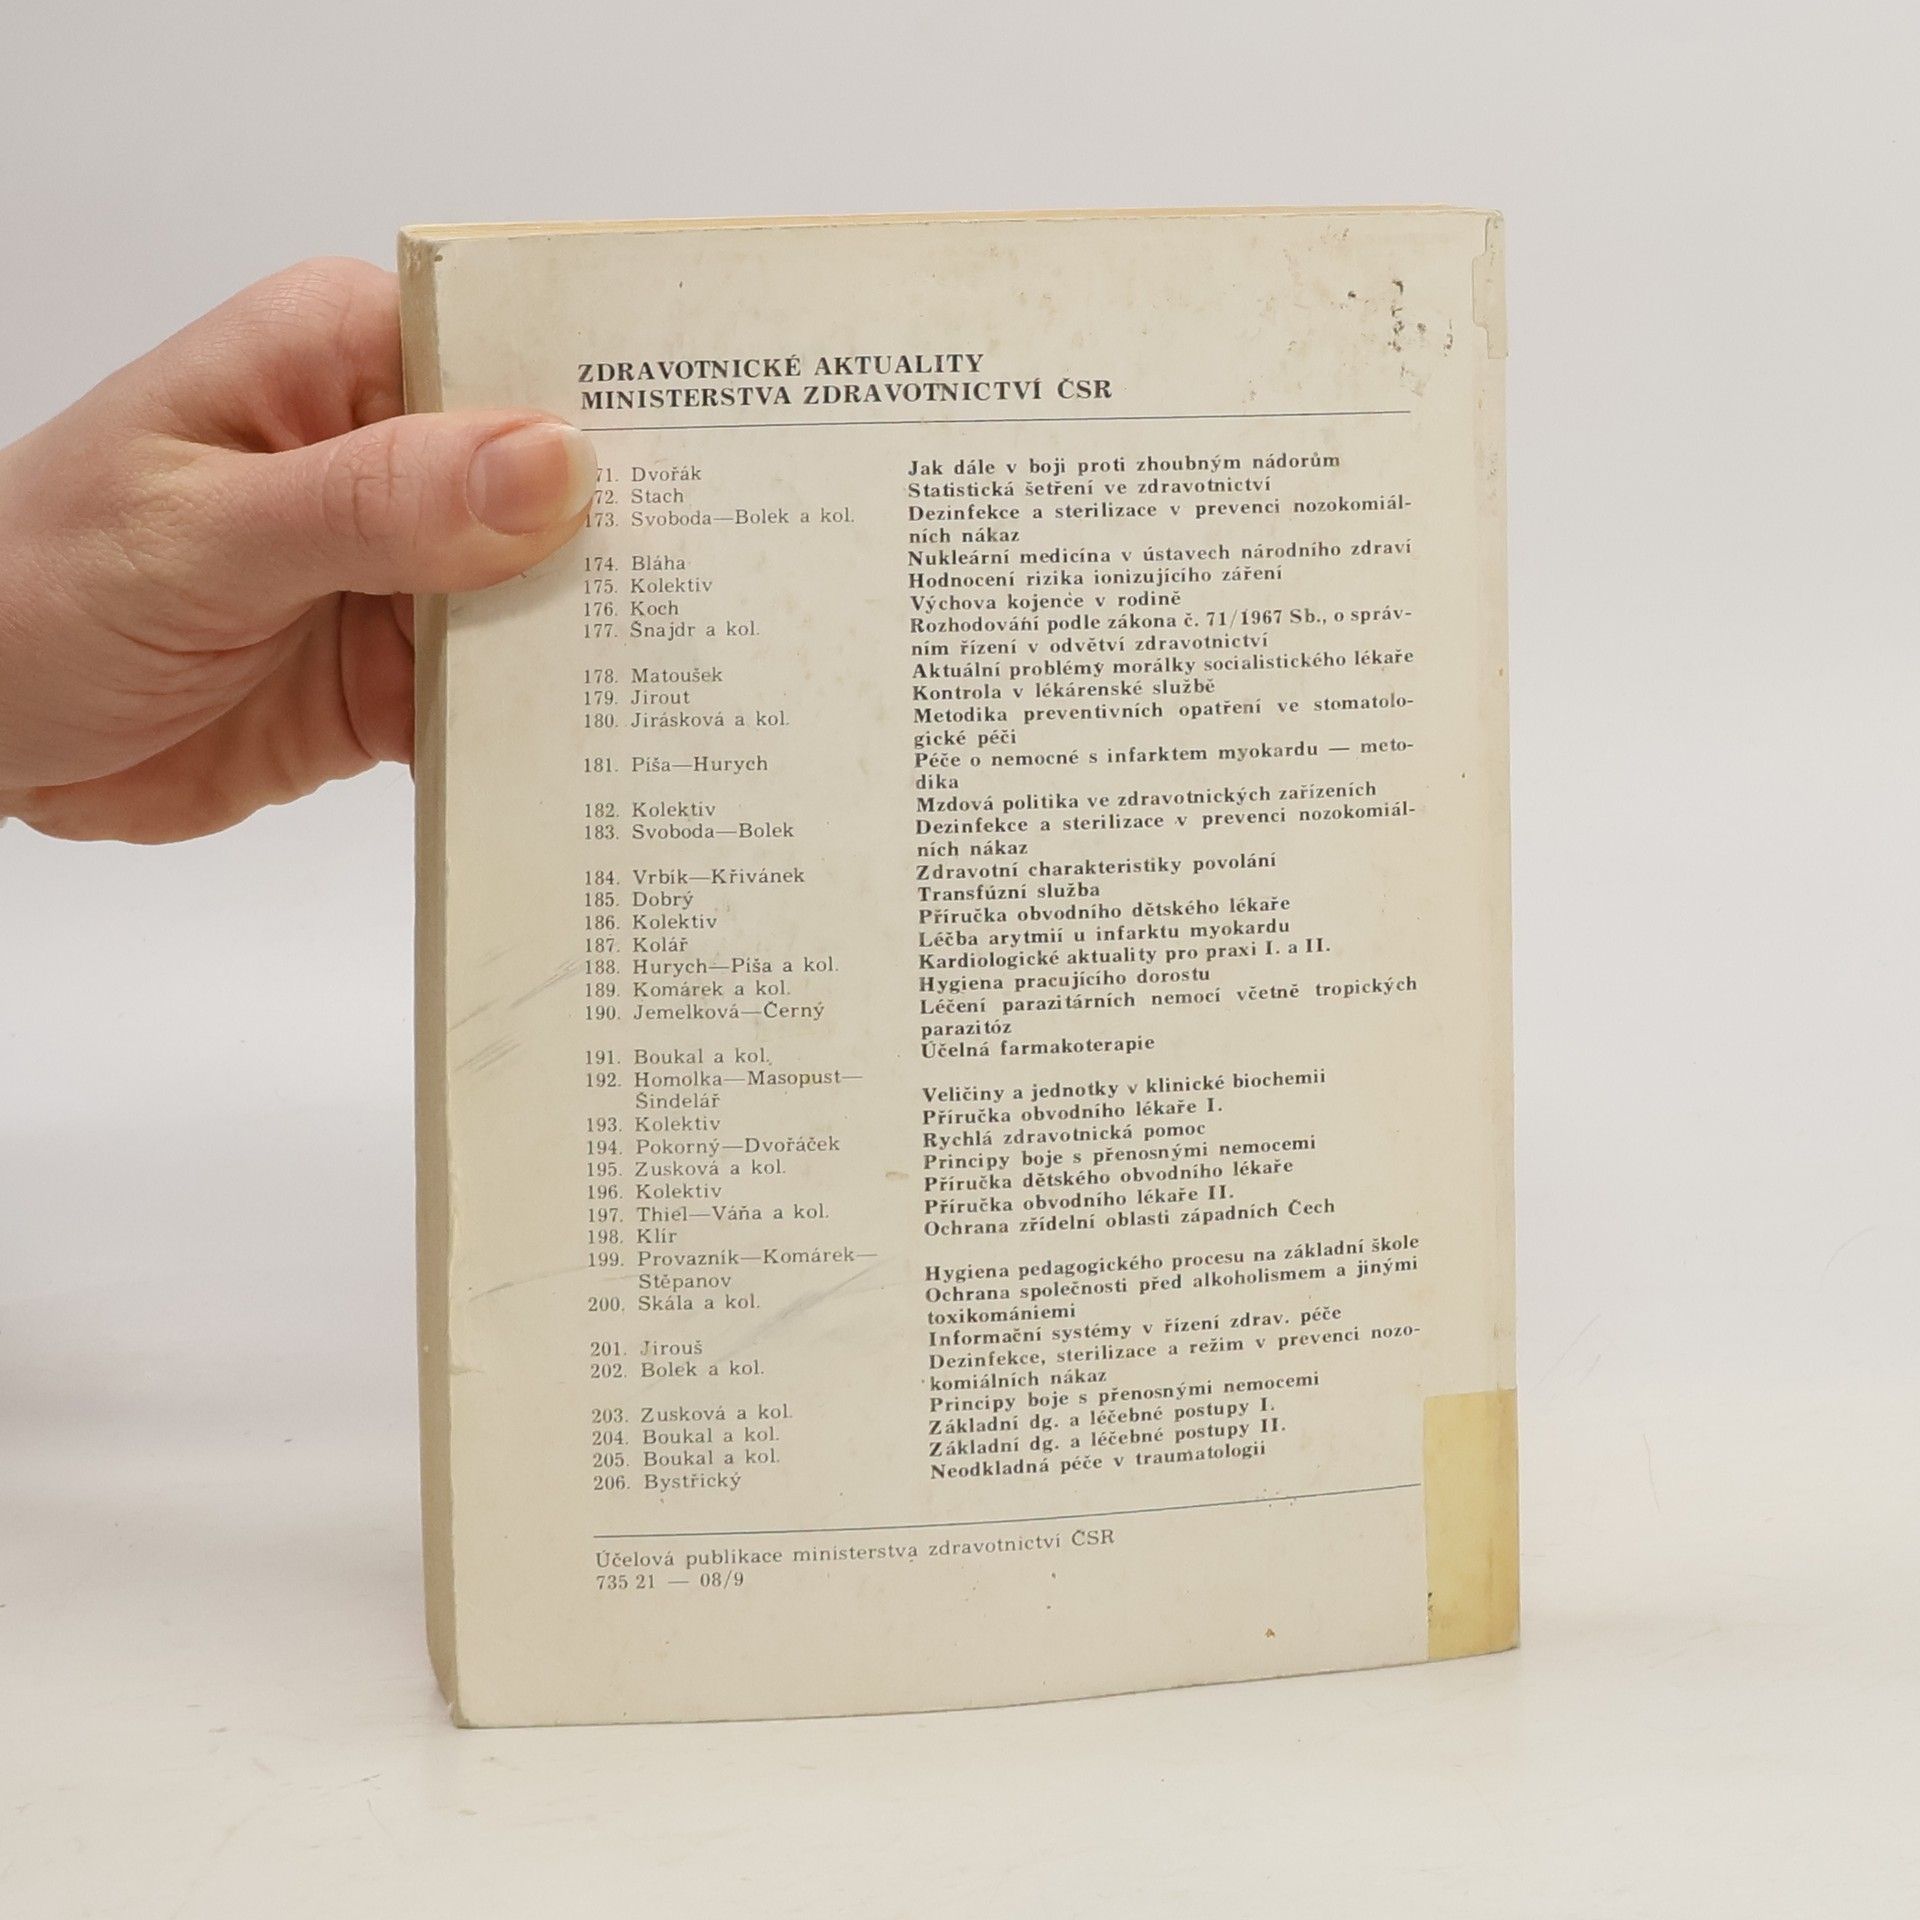 ZDRAVOTNICKÉ AKTUALITY
MINISTERSTVA ZDRAVOTNICTVÍ ČSR
71. Dvořák Jak dále v boji proti zhoubným nádorům
72. Stach Statistická šetření ve zdravotnictví
173. Svoboda—Bolek a kol. Dezinfekce a sterilizace v prevenci nozokomiál-
ních nákaz
174. Bláha Nukleární medicína v ústavech národního zdraví
175. Kolektiv Hodnocení rizika ionizujícího záření
176. Koch Výchova kojence v rodině
177. Šnajdr a kol. Rozhodování podle zákona č. 71/1967 Sb., o správ-
ním řízení v odvětví zdravotnictví
178. Matoušek Aktuální problémy morálky socialistického lékaře
179. Jirout Kontrola v lékárenské službě
180. Jirásková a kol. Metodika preventivních opatření ve stomatolo-
gické péči
181. Píša—Hurych Péče o nemocné s infarktem myokardu — meto-
dika
182. Kolektiv Mzdová politika ve zdravotnických zařízeních
183. Svoboda—Bolek Dezinfekce a sterilizace v prevenci nozokomiál-
ních nákaz
184. Vrbík—Křivánek Zdravotní charakteristiky povolání
185. Dobrý Transfúzní služba
186. Kolektiv Příručka obvodního dětského lékaře
187. Kolář Léčba arytmií u infarktu myokardu
188. Hurych—Píša a kol. Kardiologické aktuality pro praxi I. a II.
189. Komárek a kol. Hygiena pracujícího dorostu
190. Jemelková—Černý Léčení parazitárních nemocí včetně tropických
parazitóz
191. Boukal a kol. Účelná farmakoterapie
192. Homolka—Masopust—
Šindelář Veličiny a jednotky v klinické biochemii
193. Kolektiv Příručka obvodního lékaře I.
194. Pokorný—Dvořáček Rychlá zdravotnická pomoc
195. Zusková a kol. Principy boje s přenosnými nemocemi
196. Kolektiv Příručka dětského obvodního lékaře
197. Thiel—Váňa a kol. Příručka obvodního lékaře II.
198. Klír Ochrana zřídelní oblasti západních Čech
199. Provazník—Komárek—
Stěpanov Hygiena pedagogického procesu na základní škole
200. Skála a kol. Ochrana společnosti před alkoholismem a jinými
toxikomániemi
201. Jirouš Informační systémy v řízení zdrav. péče
202. Bolek a kol. Dezinfekce, sterilizace a režim v prevenci nozo-
komiálních nákaz
203. Zusková a kol. Principy boje s přenosnými nemocemi
204. Boukal a kol. Základní dg. a léčebné postupy I.
205. Boukal a kol. Základní dg. a léčebné postupy II.
206. Bystřický Neodkladná péče v traumatologii
Účelová publikace ministerstva zdravotnictví ČSR
735 21 — 08/9